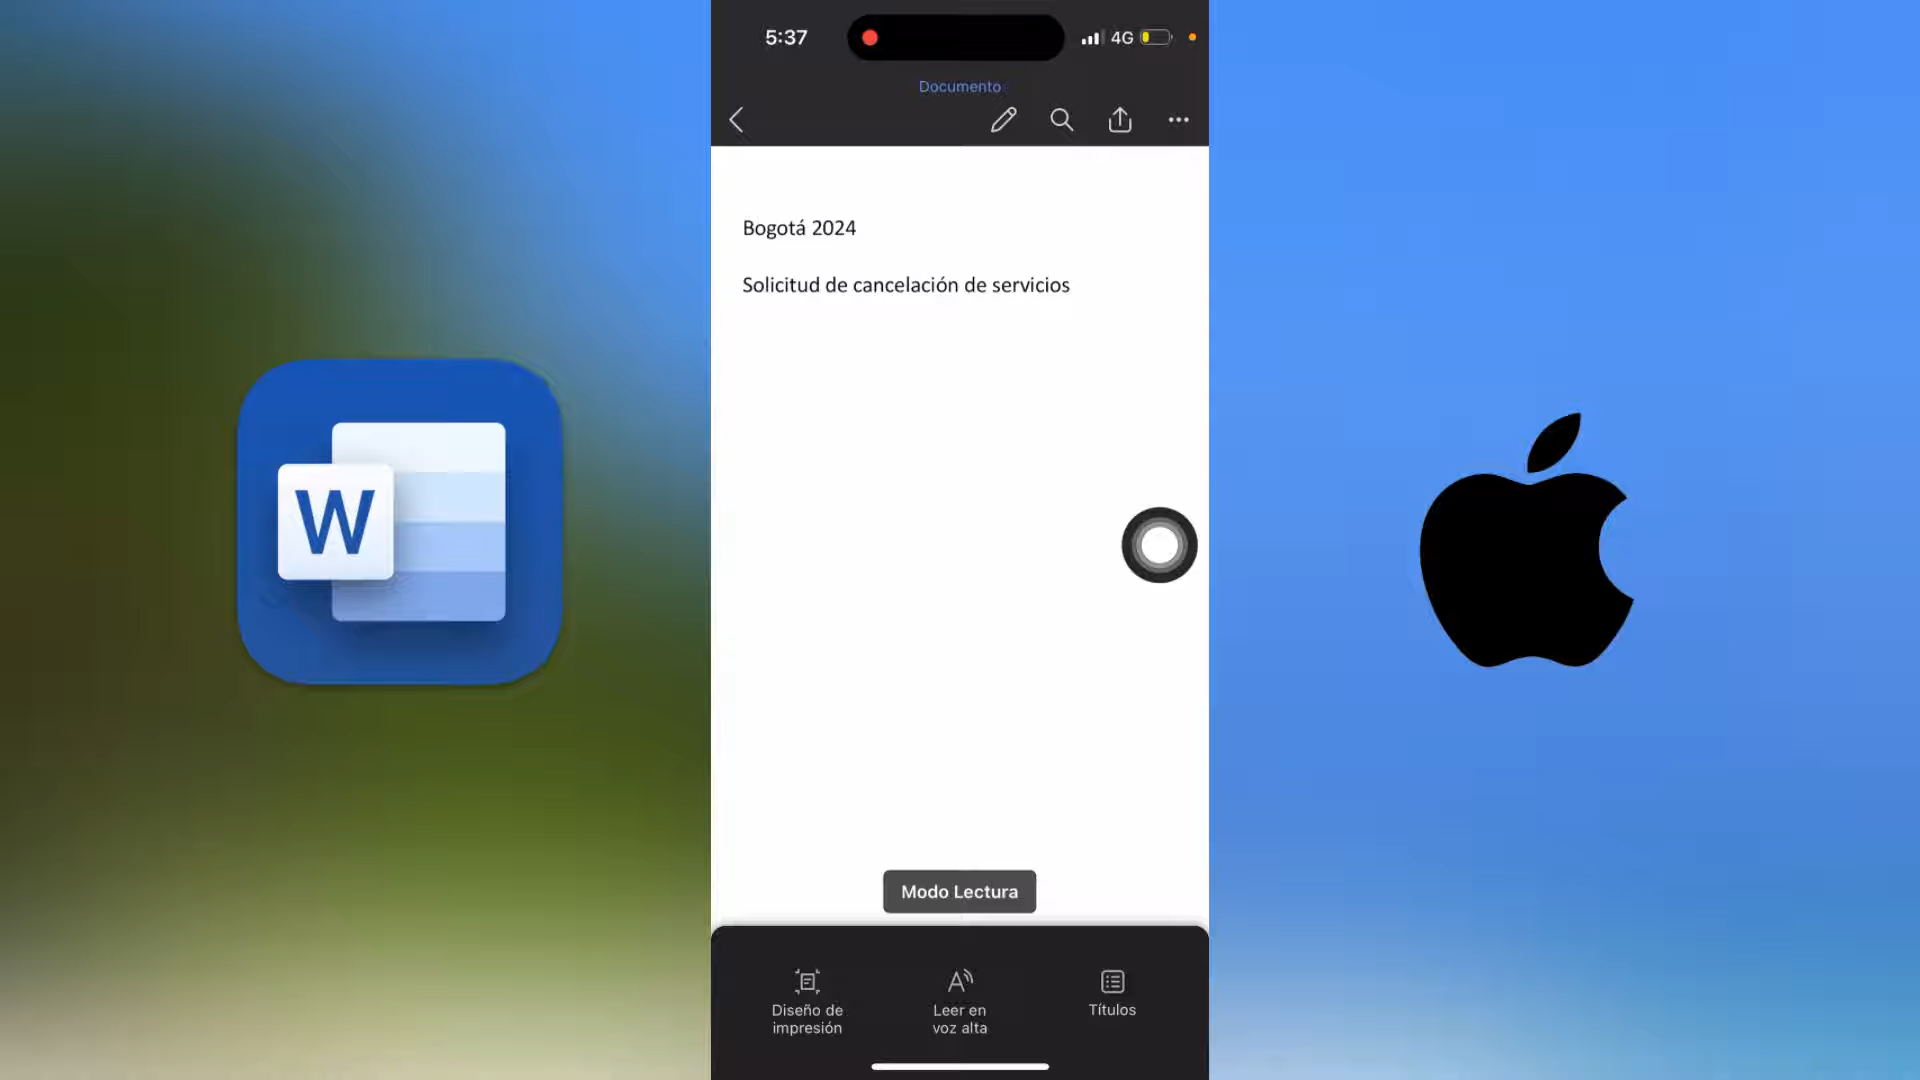 5:37
4G
Documento
Bogotá 2024
Solicitud de cancelación de servicios
W
Modo Lectura
Diseño de
impresión
Leer en
voz alta
Títulos